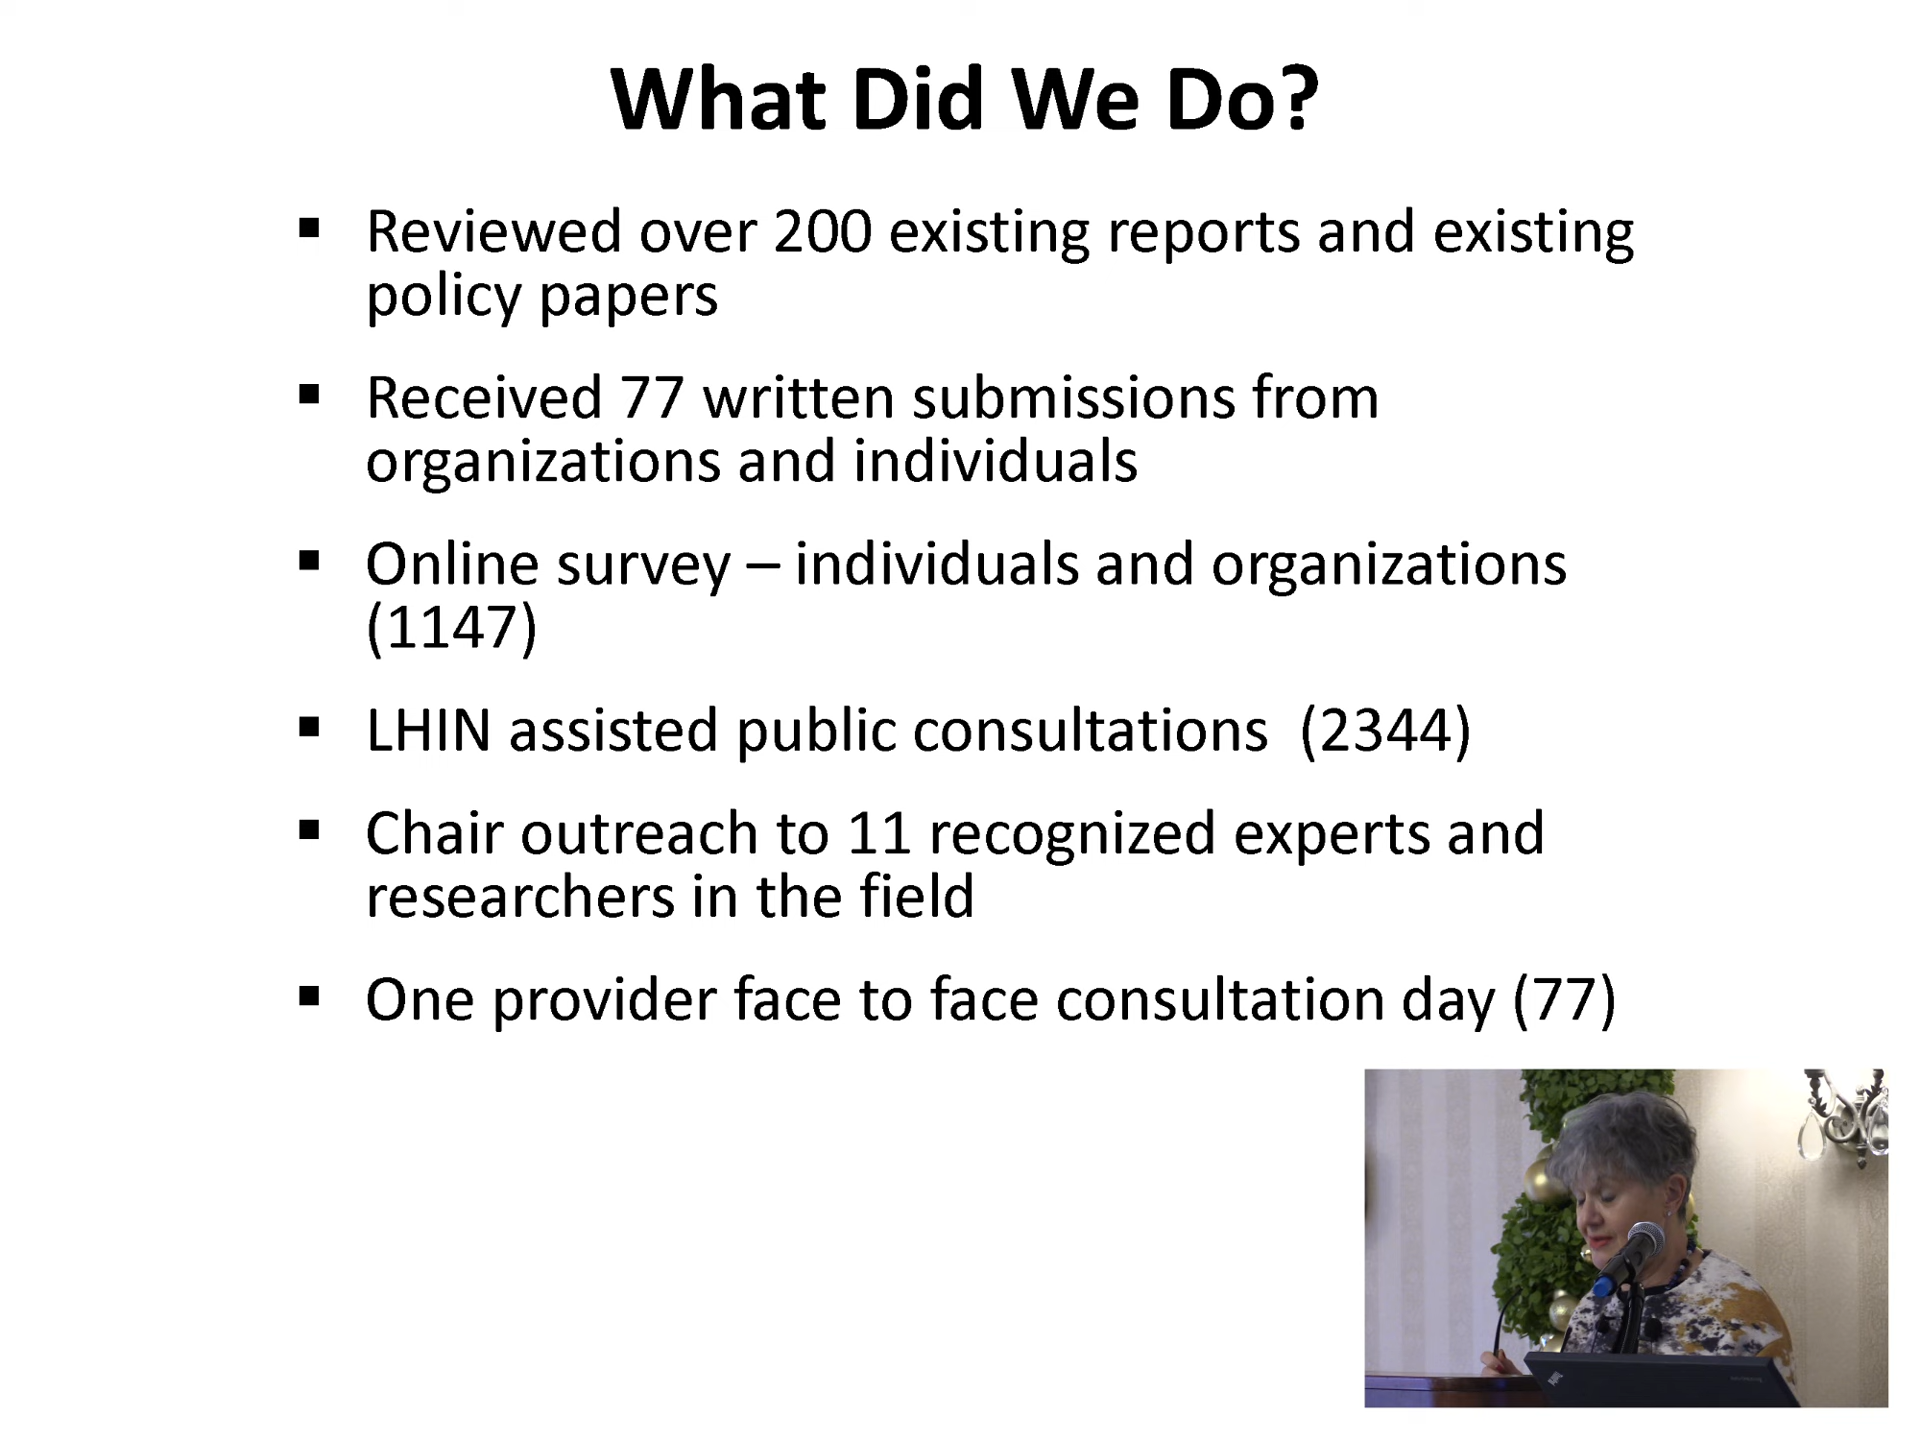 What Did We Do?
▪ Reviewed over 200 existing reports and existing
policy papers
▪ Received 77 written submissions from
organizations and individuals
▪ Online survey – individuals and organizations
(1147)
▪ LHIN assisted public consultations  (2344)
▪ Chair outreach to 11 recognized experts and
researchers in the field
▪ One provider face to face consultation day (77)